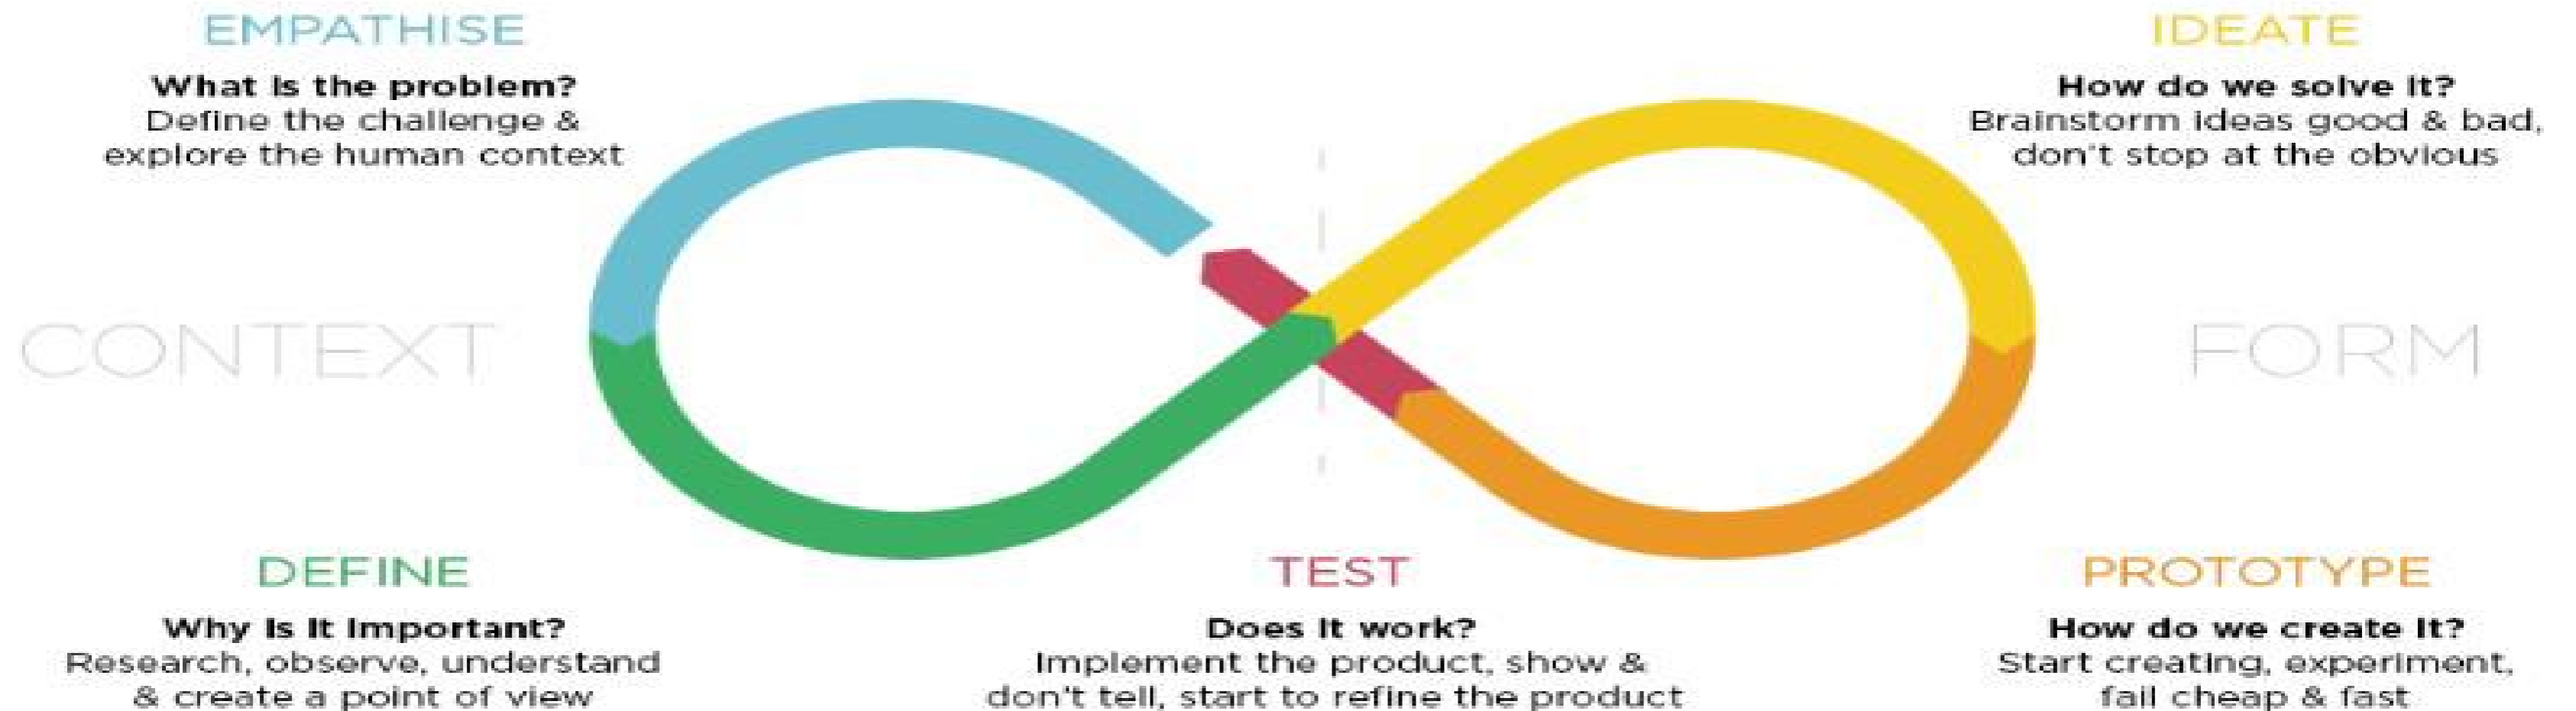 EMPATHISE
What is the problem?
Define the challenge &
explore the human context
IDEATE
How do we solve it?
Brainstorm ideas good & bad,
don't stop at the obvious
CONTEXT
FORM
DEFINE
Why is it important?
Research, observe, understand
& create a point of view
TEST
Does it work?
Implement the product, show &
don't tell, start to refine the product
PROTOTYPE
How do we create it?
Start creating, experiment,
fail cheap & fast